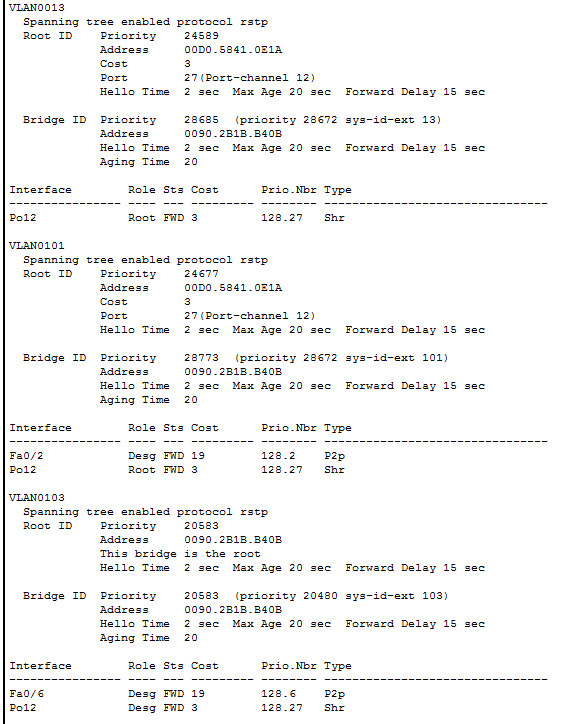 VLAN0013
  Spanning tree enabled protocol rstp
  Root ID    Priority    24589
             Address     00D0.5841.0E1A
             Cost        3
             Port        27(Port-channel 12)
             Hello Time  2 sec  Max Age 20 sec  Forward Delay 15 sec

  Bridge ID  Priority    28685  (priority 28672 sys-id-ext 13)
             Address     0090.2B1B.B40B
             Hello Time  2 sec  Max Age 20 sec  Forward Delay 15 sec
             Aging Time  20

Interface        Role Sts Cost      Prio.Nbr Type
---------------- ---- --- --------- -------- --------------------------------
Po12             Root FWD 3         128.27   Shr

VLAN0101
  Spanning tree enabled protocol rstp
  Root ID    Priority    24677
             Address     00D0.5841.0E1A
             Cost        3
             Port        27(Port-channel 12)
             Hello Time  2 sec  Max Age 20 sec  Forward Delay 15 sec

  Bridge ID  Priority    28773  (priority 28672 sys-id-ext 101)
             Address     0090.2B1B.B40B
             Hello Time  2 sec  Max Age 20 sec  Forward Delay 15 sec
             Aging Time  20

Interface        Role Sts Cost      Prio.Nbr Type
---------------- ---- --- --------- -------- --------------------------------
Fa0/2            Desg FWD 19        128.2    P2p
Po12             Root FWD 3         128.27   Shr

VLAN0103
  Spanning tree enabled protocol rstp
  Root ID    Priority    20583
             Address     0090.2B1B.B40B
             This bridge is the root
             Hello Time  2 sec  Max Age 20 sec  Forward Delay 15 sec

  Bridge ID  Priority    20583  (priority 20480 sys-id-ext 103)
             Address     0090.2B1B.B40B
             Hello Time  2 sec  Max Age 20 sec  Forward Delay 15 sec
             Aging Time  20

Interface        Role Sts Cost      Prio.Nbr Type
---------------- ---- --- --------- -------- --------------------------------
Fa0/6            Desg FWD 19        128.6    P2p
Po12             Desg FWD 3         128.27   Shr